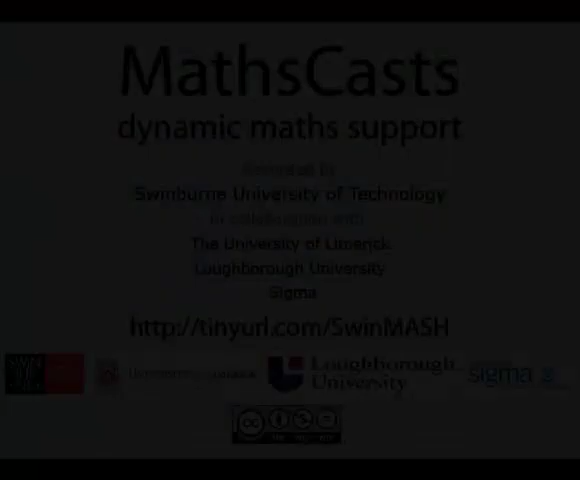 MathsCasts
dynamic maths support
Presented by
Swinburne University of Technology
in collaboration with
The University of Limerick
Loughborough University
Sigma
http://tinyurl.com/SwinMASH
Loughborough
University
sigma
cc